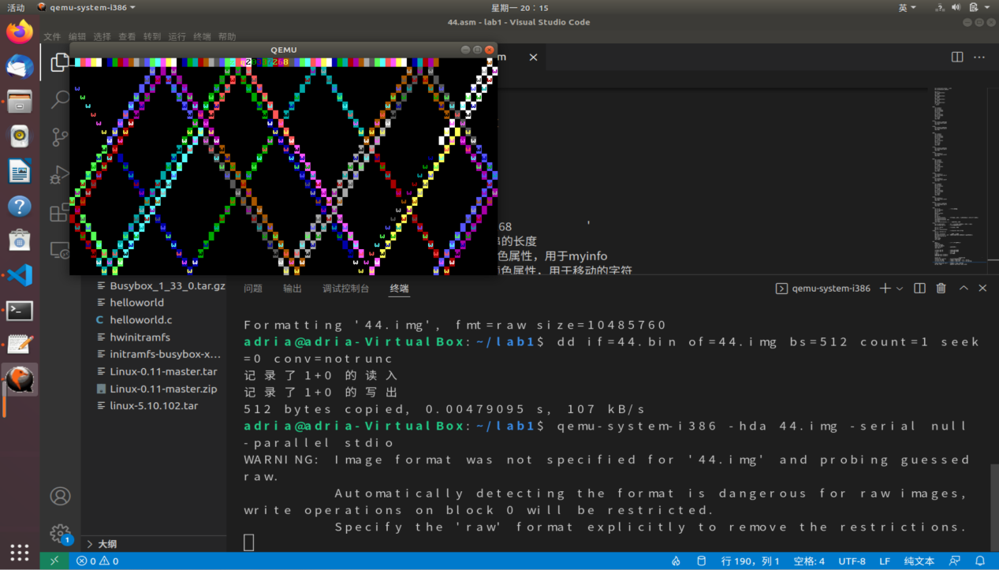 活动 qemu-system-i386 星期一 20：15 英
44.asm - lab1 - Visual Studio Code
文件 编辑 选择 查看 转到 运行 终端 帮助
QEMU
m
68 '
的长度
色属性，用于myinfo
颜色属性，用于移动的字符
Busybox_1_33_0.tar.gz
helloworld
C helloworld.c
hwinitramfs
initramfs-busybox-x...
Linux-0.11-master.tar
Linux-0.11-master.zip
linux-5.10.102.tar
大纲
问题 输出 调试控制台 终端 qemu-system-i386
Formatting '44.img', fmt=raw size=10485760
adria@adria-VirtualBox:~/lab1$ dd if=44.bin of=44.img bs=512 count=1 seek
=0 conv=notrunc
记录了1+0 的读入
记录了1+0 的写出
512 bytes copied, 0.00479095 s, 107 kB/s
adria@adria-VirtualBox:~/lab1$ qemu-system-i386 -hda 44.img -serial null
-parallel stdio
WARNING: Image format was not specified for '44.img' and probing guessed
raw.
Automatically detecting the format is dangerous for raw images,
write operations on block 0 will be restricted.
Specify the 'raw' format explicitly to remove the restrictions.
1
0 0 行 190，列 1 空格: 4 UTF-8 LF 纯文本